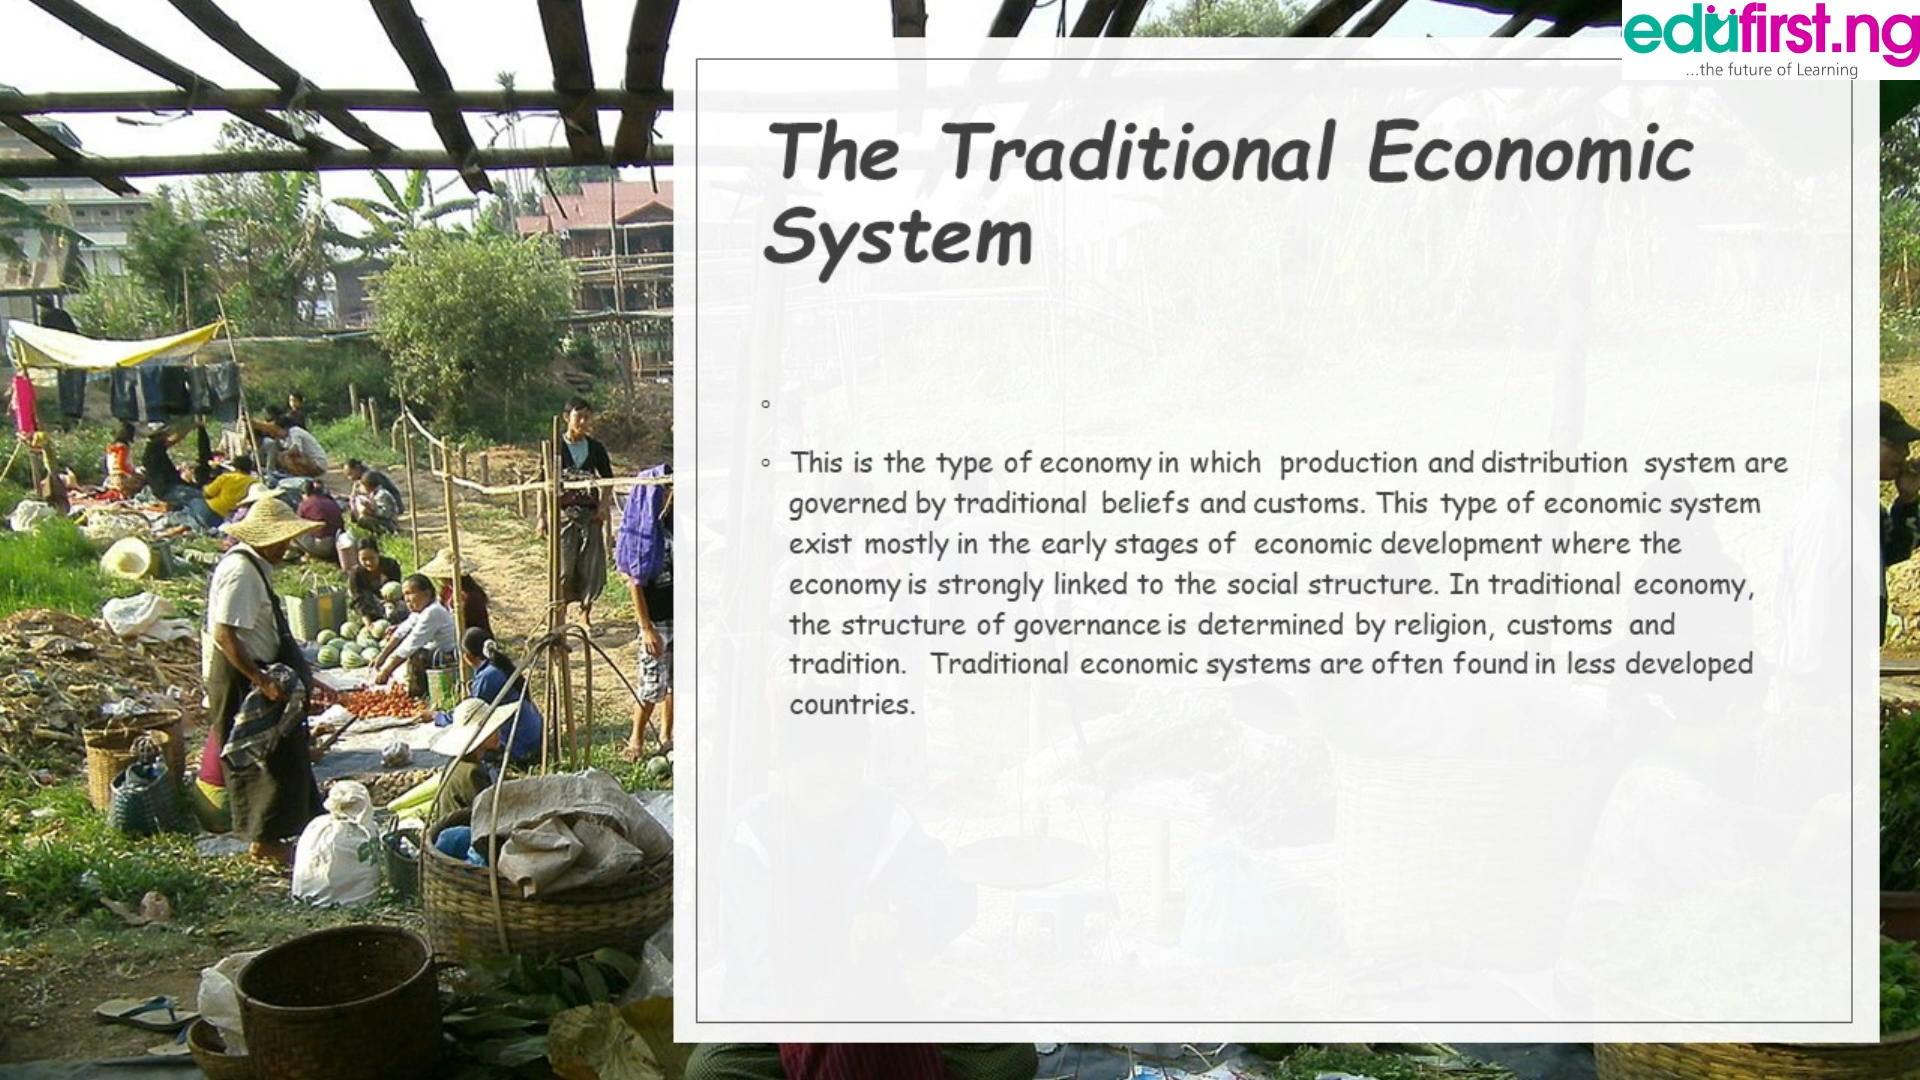 edufirst.ng
...the future of Learning
The Traditional Economic
System
This is the type of economy in which production and distribution system are
governed by traditional beliefs and customs. This type of economic system
exist mostly in the early stages of economic development where the
economy is strongly linked to the social structure. In traditional economy,
the structure of governance is determined by religion, customs and
tradition. Traditional economic systems are often found in less developed
countries.